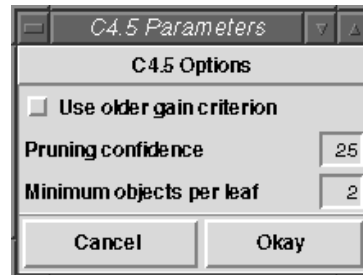 C4.5 Parameters
C4.5 Options
Use older gain criterion
Pruning confidence 25
Minimum objects per leaf 2
Cancel Okay